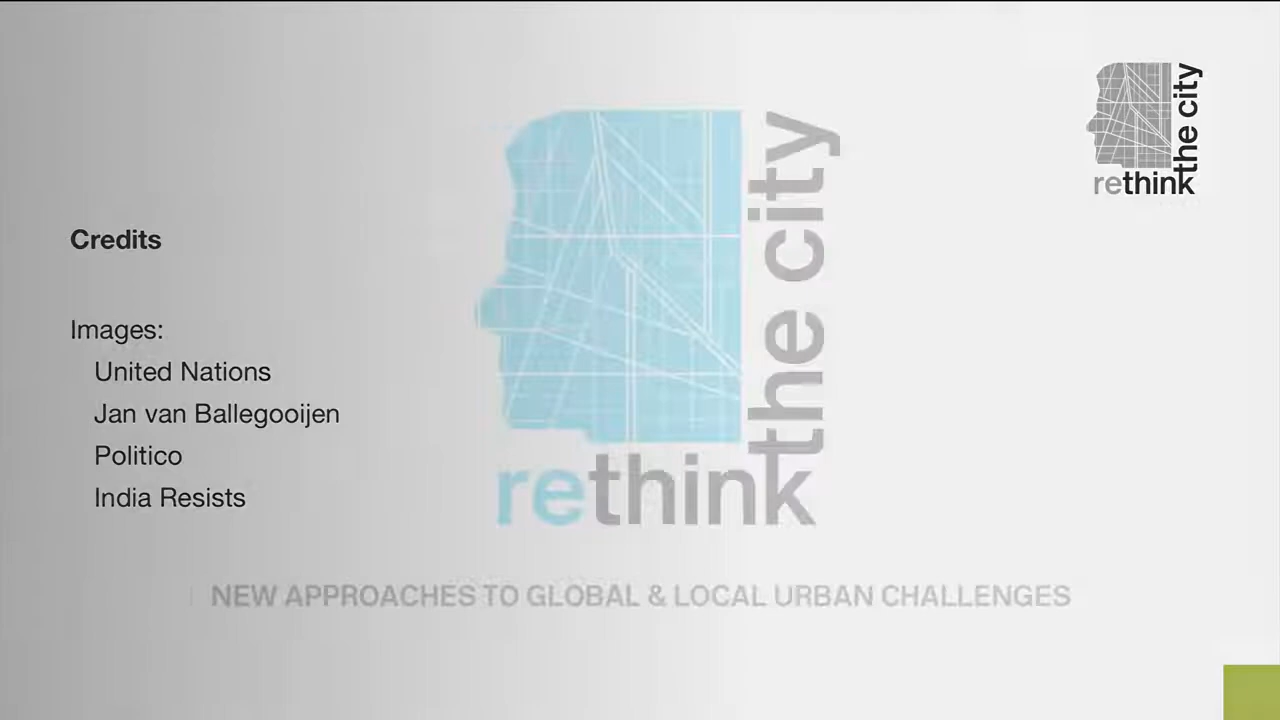 the city
rethink
Credits
Images:
United Nations
Jan van Ballegooijen
Politico
India Resists
the city
rethink
NEW APPROACHES TO GLOBAL & LOCAL URBAN CHALLENGES